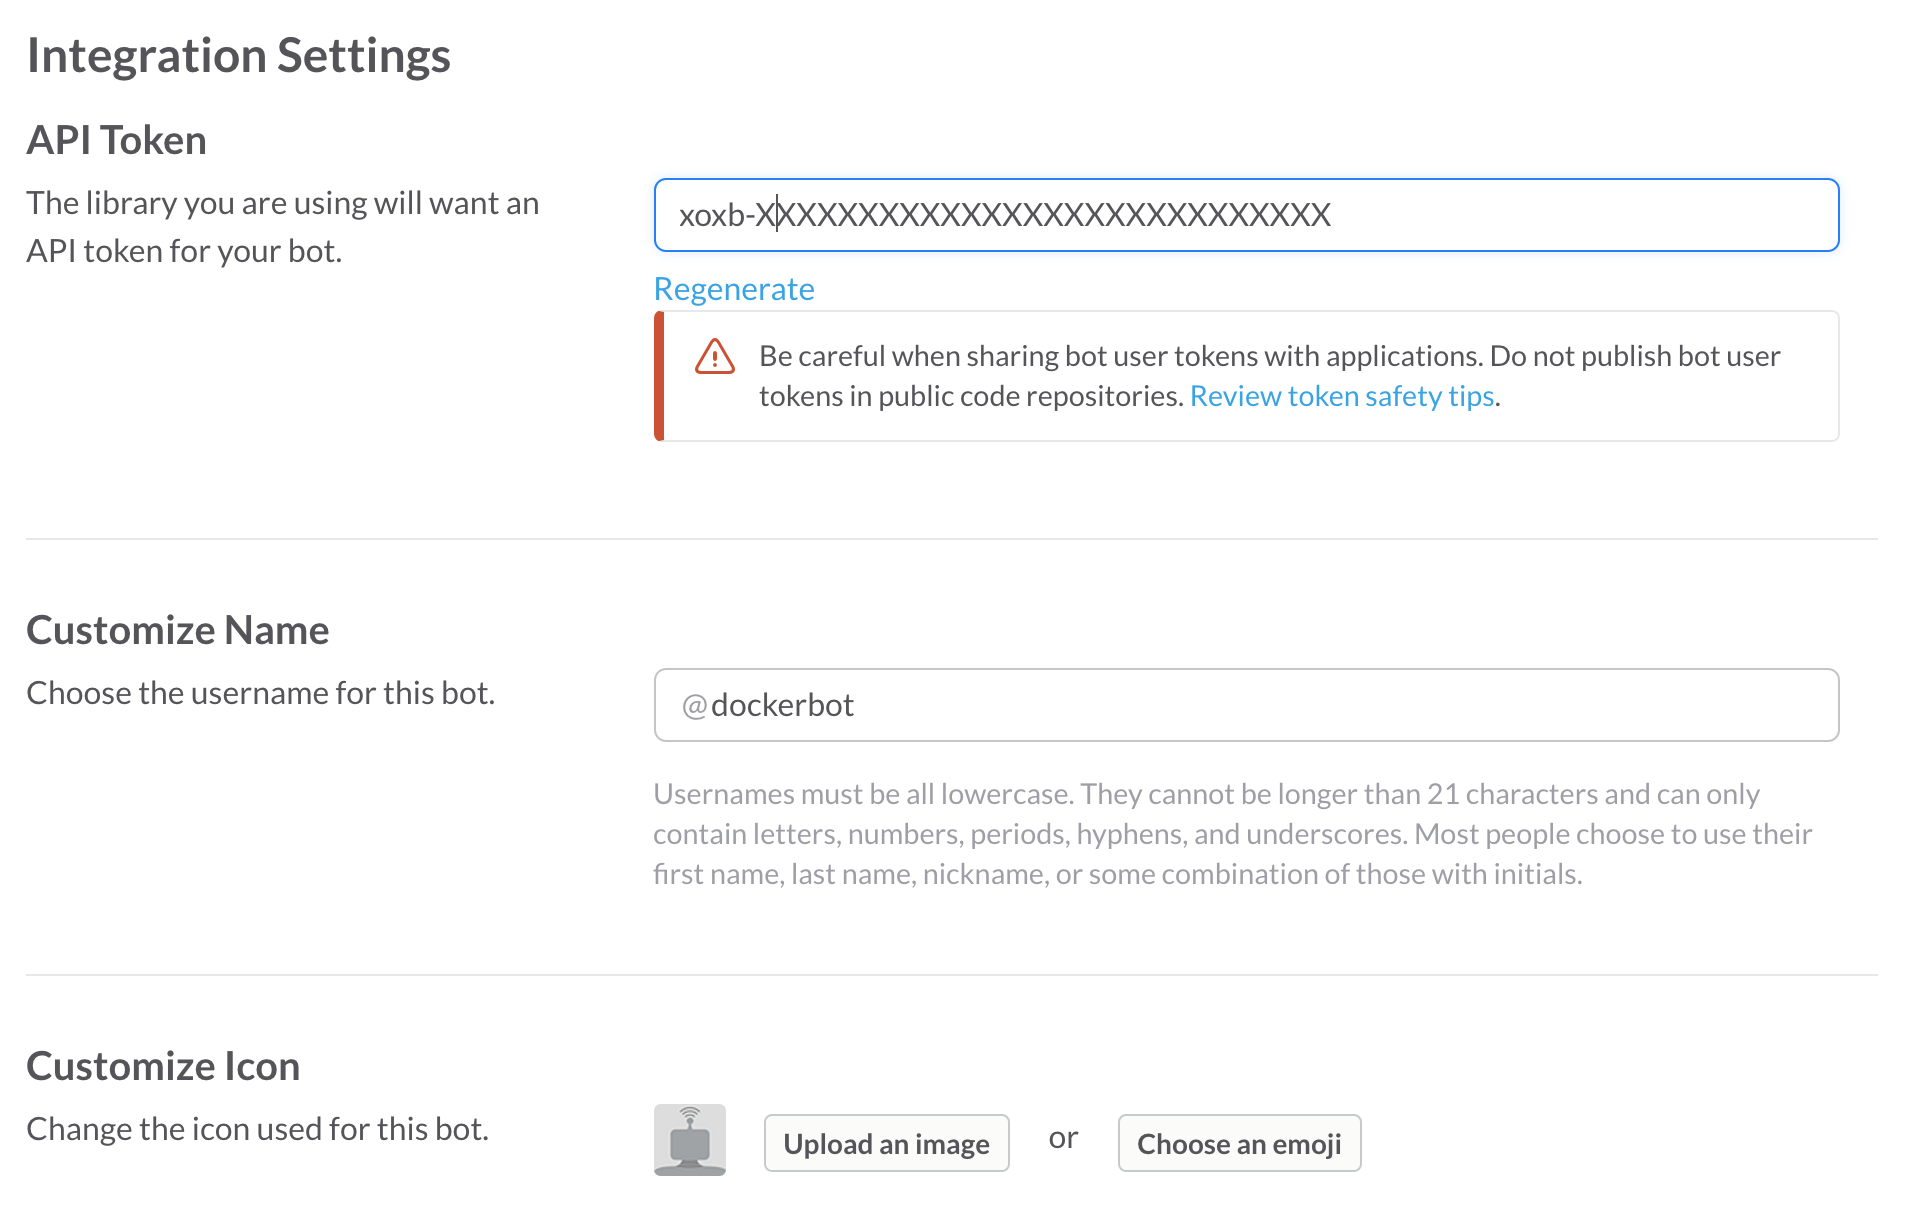 Integration Settings
API Token
The library you are using will want an
API token for your bot.
xoxb-XXXXXXXXXXXXXXXXXXXXXXXXXXXX
Regenerate
Be careful when sharing bot user tokens with applications. Do not publish bot user
tokens in public code repositories. Review token safety tips.
Customize Name
Choose the username for this bot.
@dockerbot
Usernames must be all lowercase. They cannot be longer than 21 characters and can only
contain letters, numbers, periods, hyphens, and underscores. Most people choose to use their
first name, last name, nickname, or some combination of those with initials.
Customize Icon
Change the icon used for this bot.
Upload an image
or
Choose an emoji